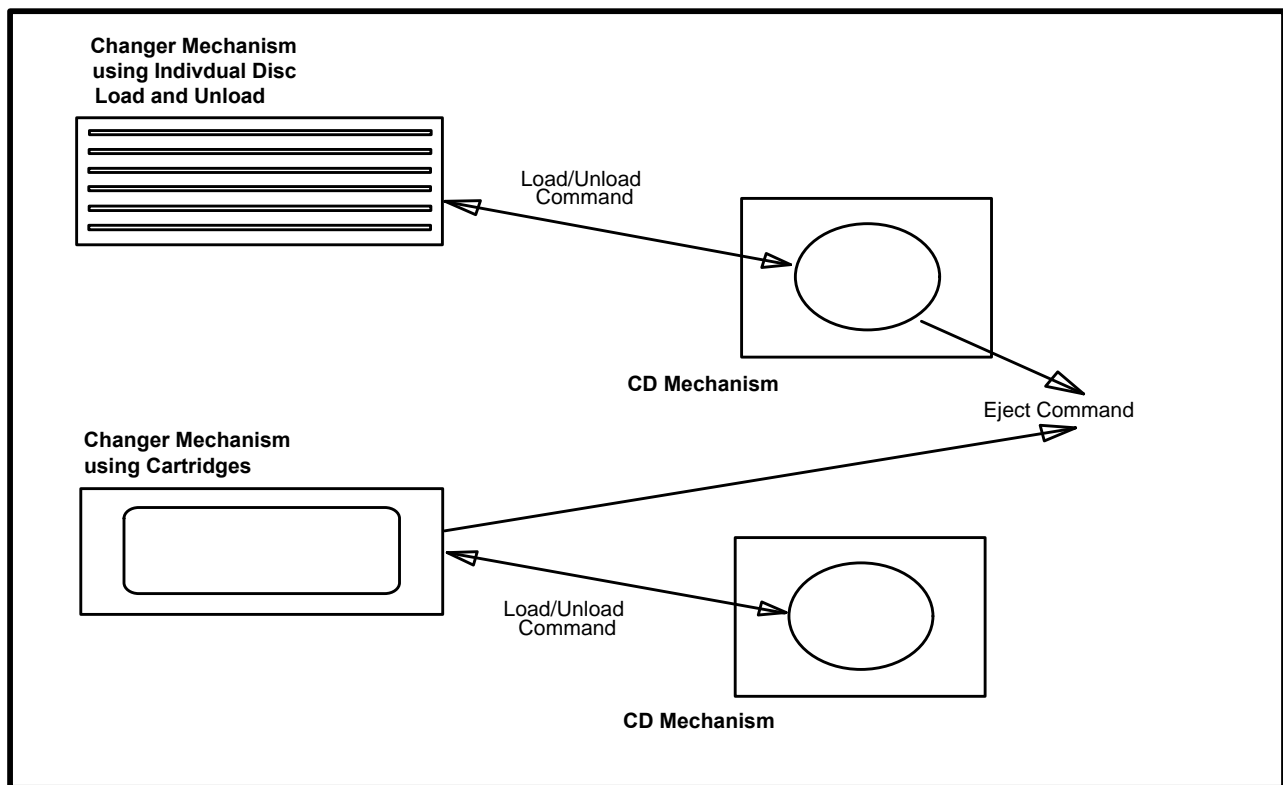 Changer Mechanism
using Indivdual Disc
Load and Unload
Load/Unload
Command
CD Mechanism
Eject Command
Changer Mechanism
using Cartridges
Load/Unload
Command
CD Mechanism